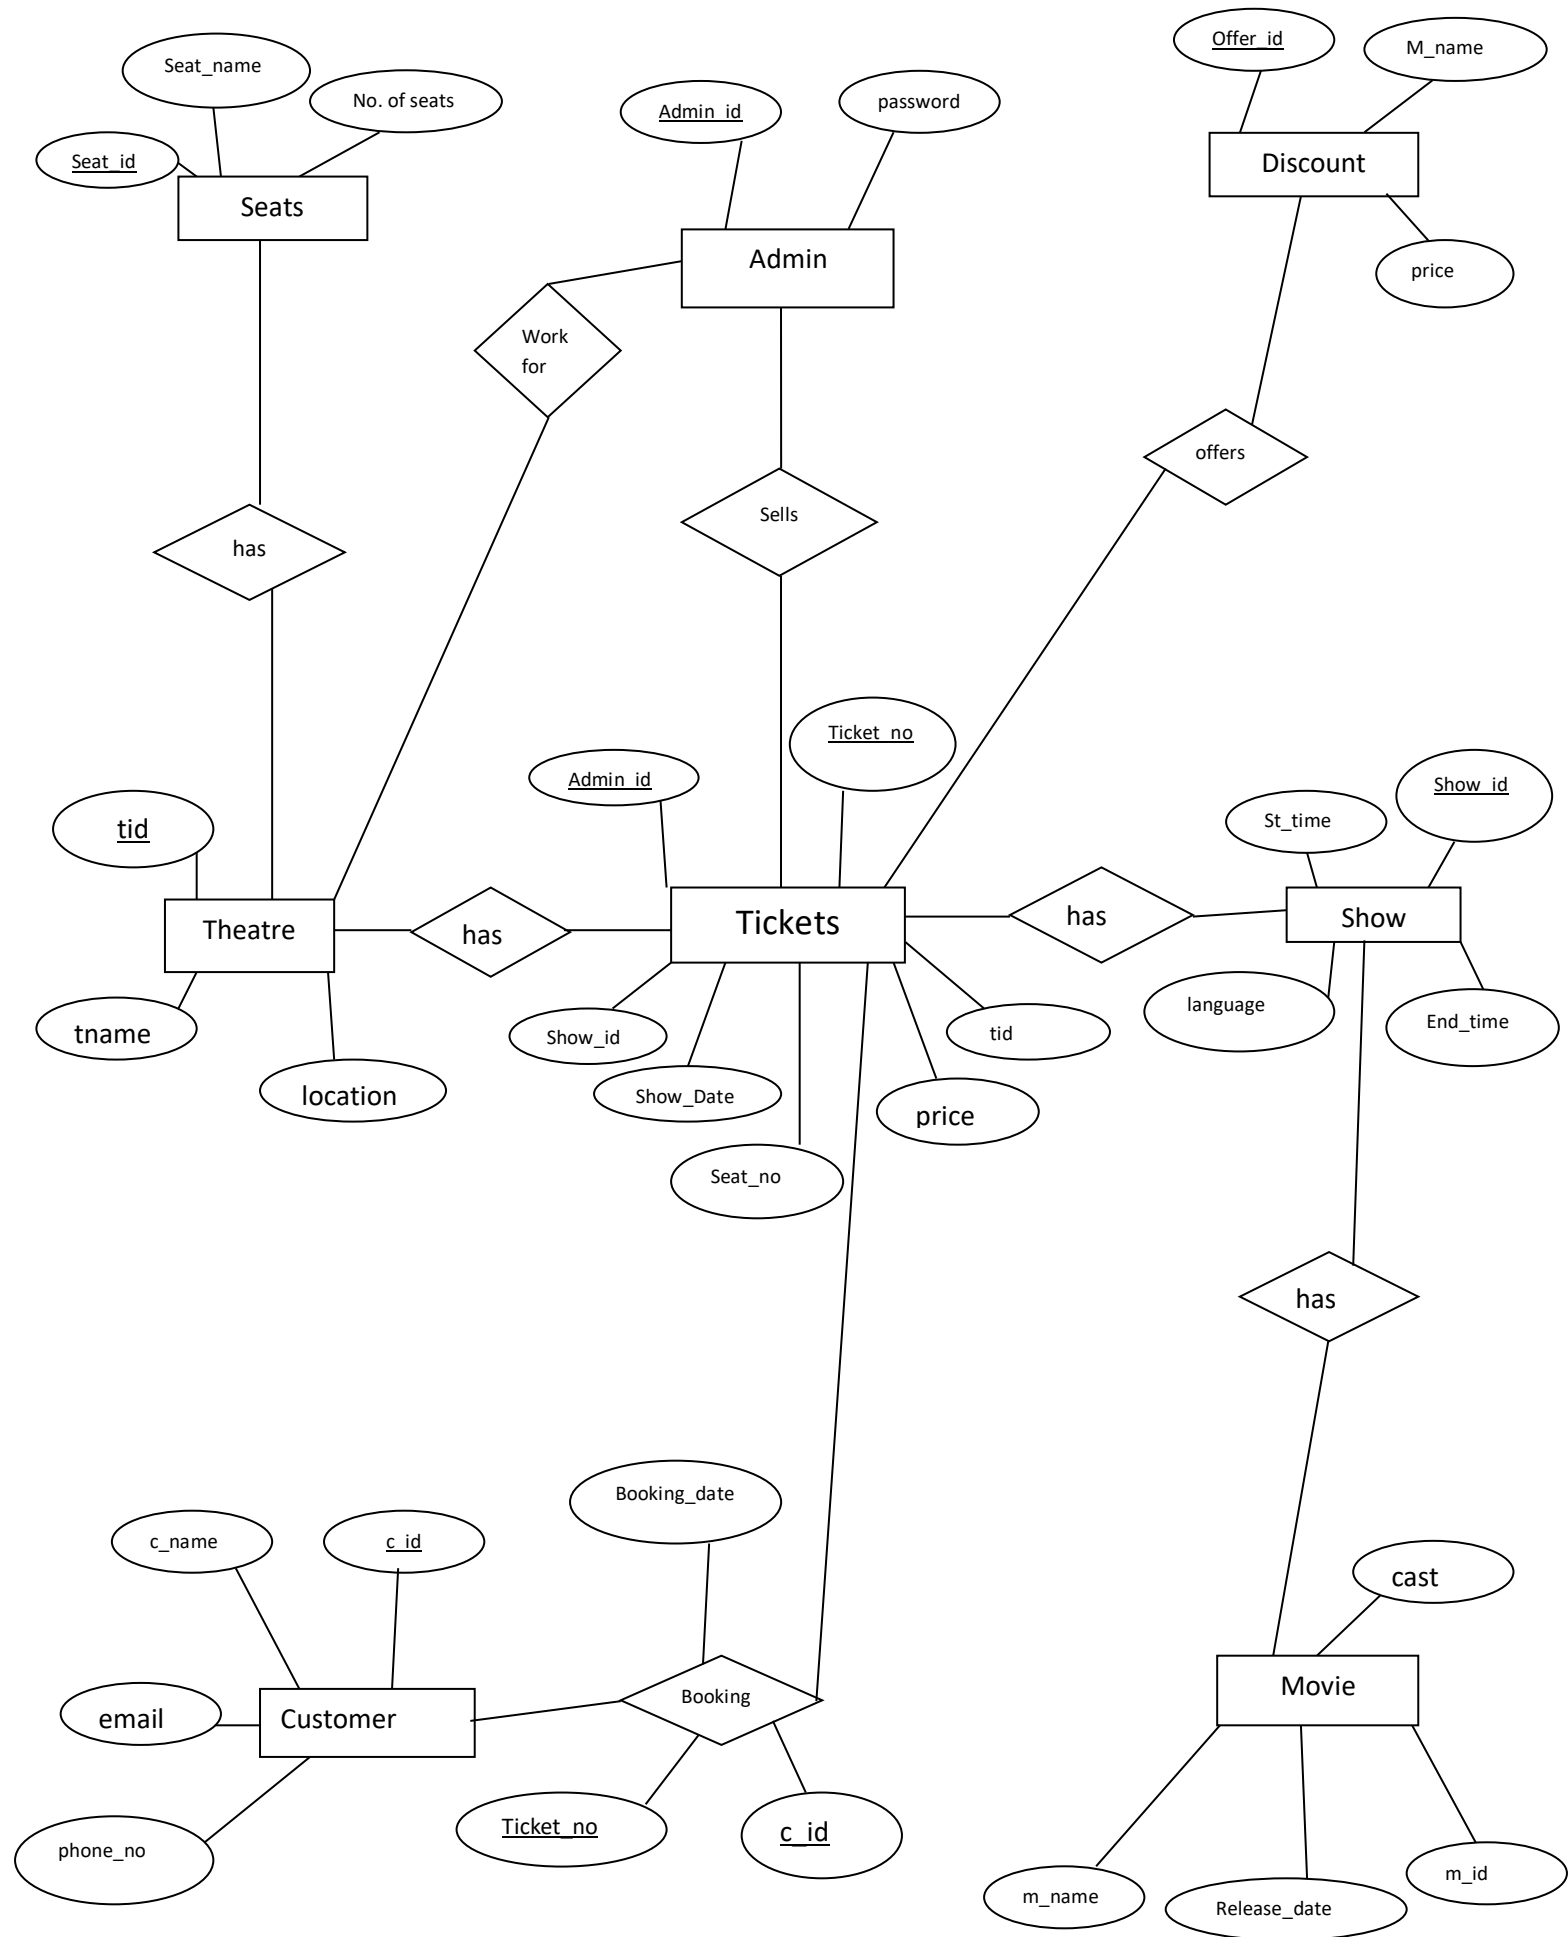 Offer_id
M_name
Seat_name
No. of seats
Admin_id
password
Seat_id
Discount
Seats
Admin
price
Work
for
offers
Sells
has
Ticket_no
Admin_id
Show_id
St_time
tid
Theatre
has
Tickets
has
Show
language
End_time
tname
Show_id
tid
location
Show_Date
price
Seat_no
has
Booking_date
c_name
c_id
cast
email
Customer
Booking
Movie
phone_no
Ticket_no
c_id
m_name
Release_date
m_id